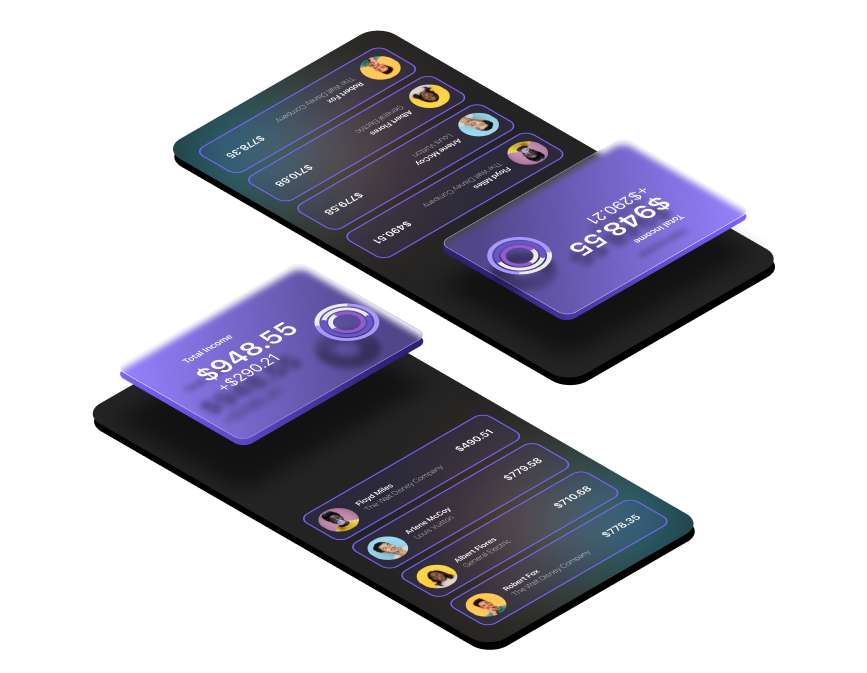 Robert Fox
The Walt Disney Company
$778.35
Albert Flores
General Electric
$710.68
Arlene McCoy
Louis Vuitton
$779.58
Floyd Miles
The Walt Disney Company
$490.51
Total Income
$948.55
+$290.21
Total Income
$948.55
+$290.21
Floyd Miles
The Walt Disney Company
$490.51
Arlene McCoy
Louis Vuitton
$779.58
Albert Flores
General Electric
$710.68
Robert Fox
The Walt Disney Company
$778.35